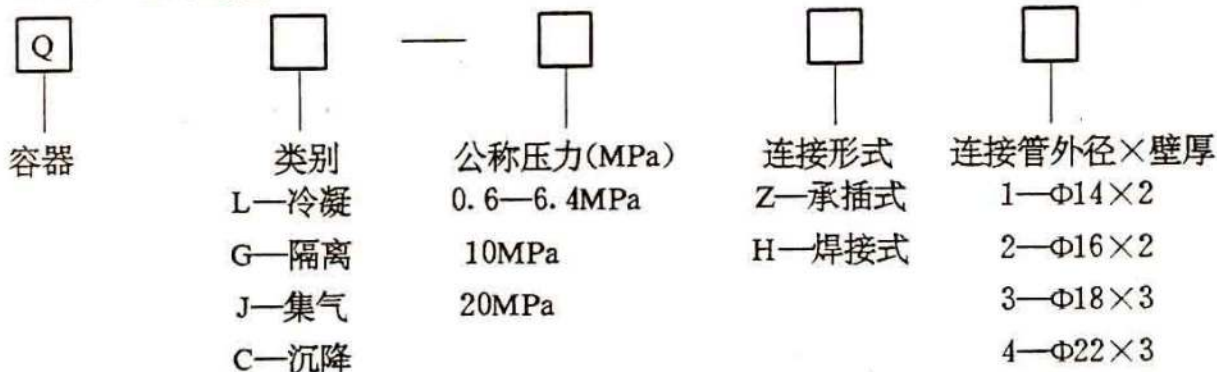 Q —
容器 类别 公称压力(MPa) 连接形式 连接管外径×壁厚
L—冷凝 0.6—6.4MPa Z—承插式 1—Φ14×2
G—隔离 10MPa H—焊接式 2—Φ16×2
J—集气 20MPa 3—Φ18×3
C—沉降 4—Φ22×3